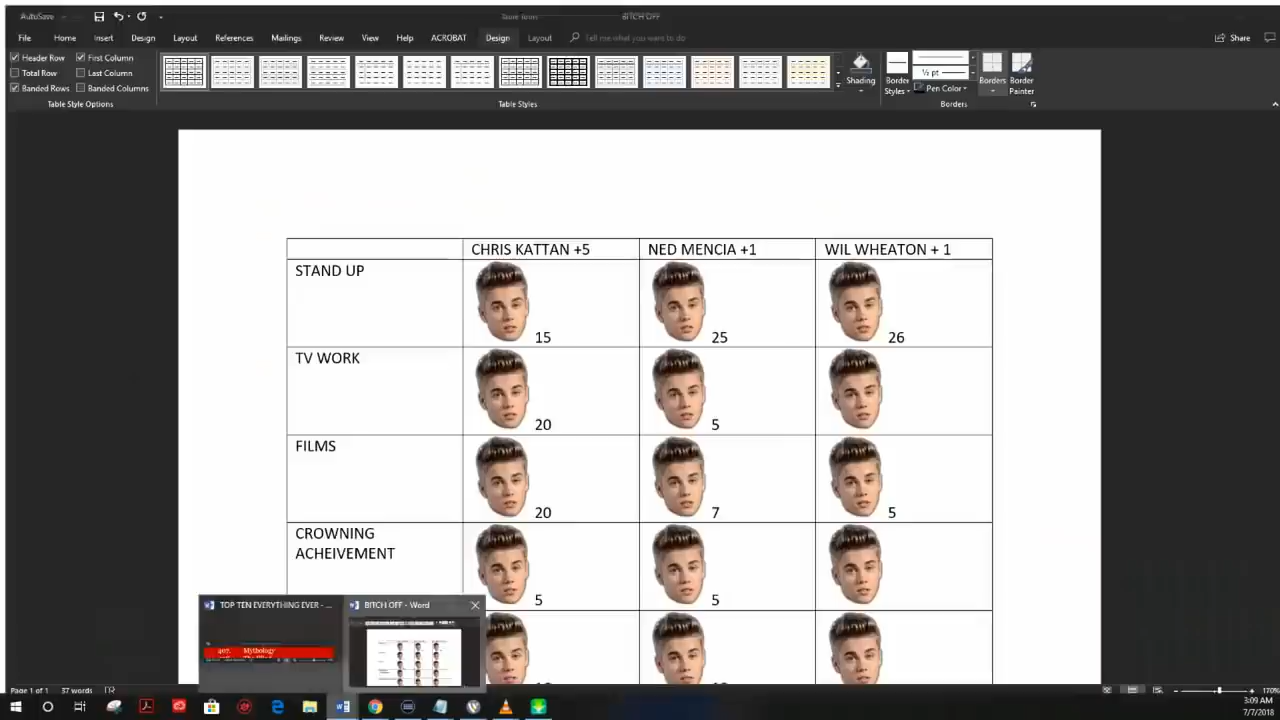 AutoSave
BITCH OFF
File Home Insert Design Layout References Mailings Review View Help ACROBAT Design Layout Tell me what you want to do Share
Header Row First Column
Total Row Last Column
Banded Rows Banded Columns
Table Style Options
Table Styles
Shading
Border
Styles
½ pt
Pen Color
Borders
Border
Painter
Borders
CHRIS KATTAN +5 NED MENCIA +1 WIL WHEATON + 1
STAND UP
15 25 26
TV WORK
20 5
FILMS
20 7 5
CROWNING
ACHEIVEMENT
5 5
TOP TEN EVERYTHING EVER - ...
BITCH OFF - Word
407. Mythology
Page 1 of 1 37 words
170%
3:09 AM
7/7/2018